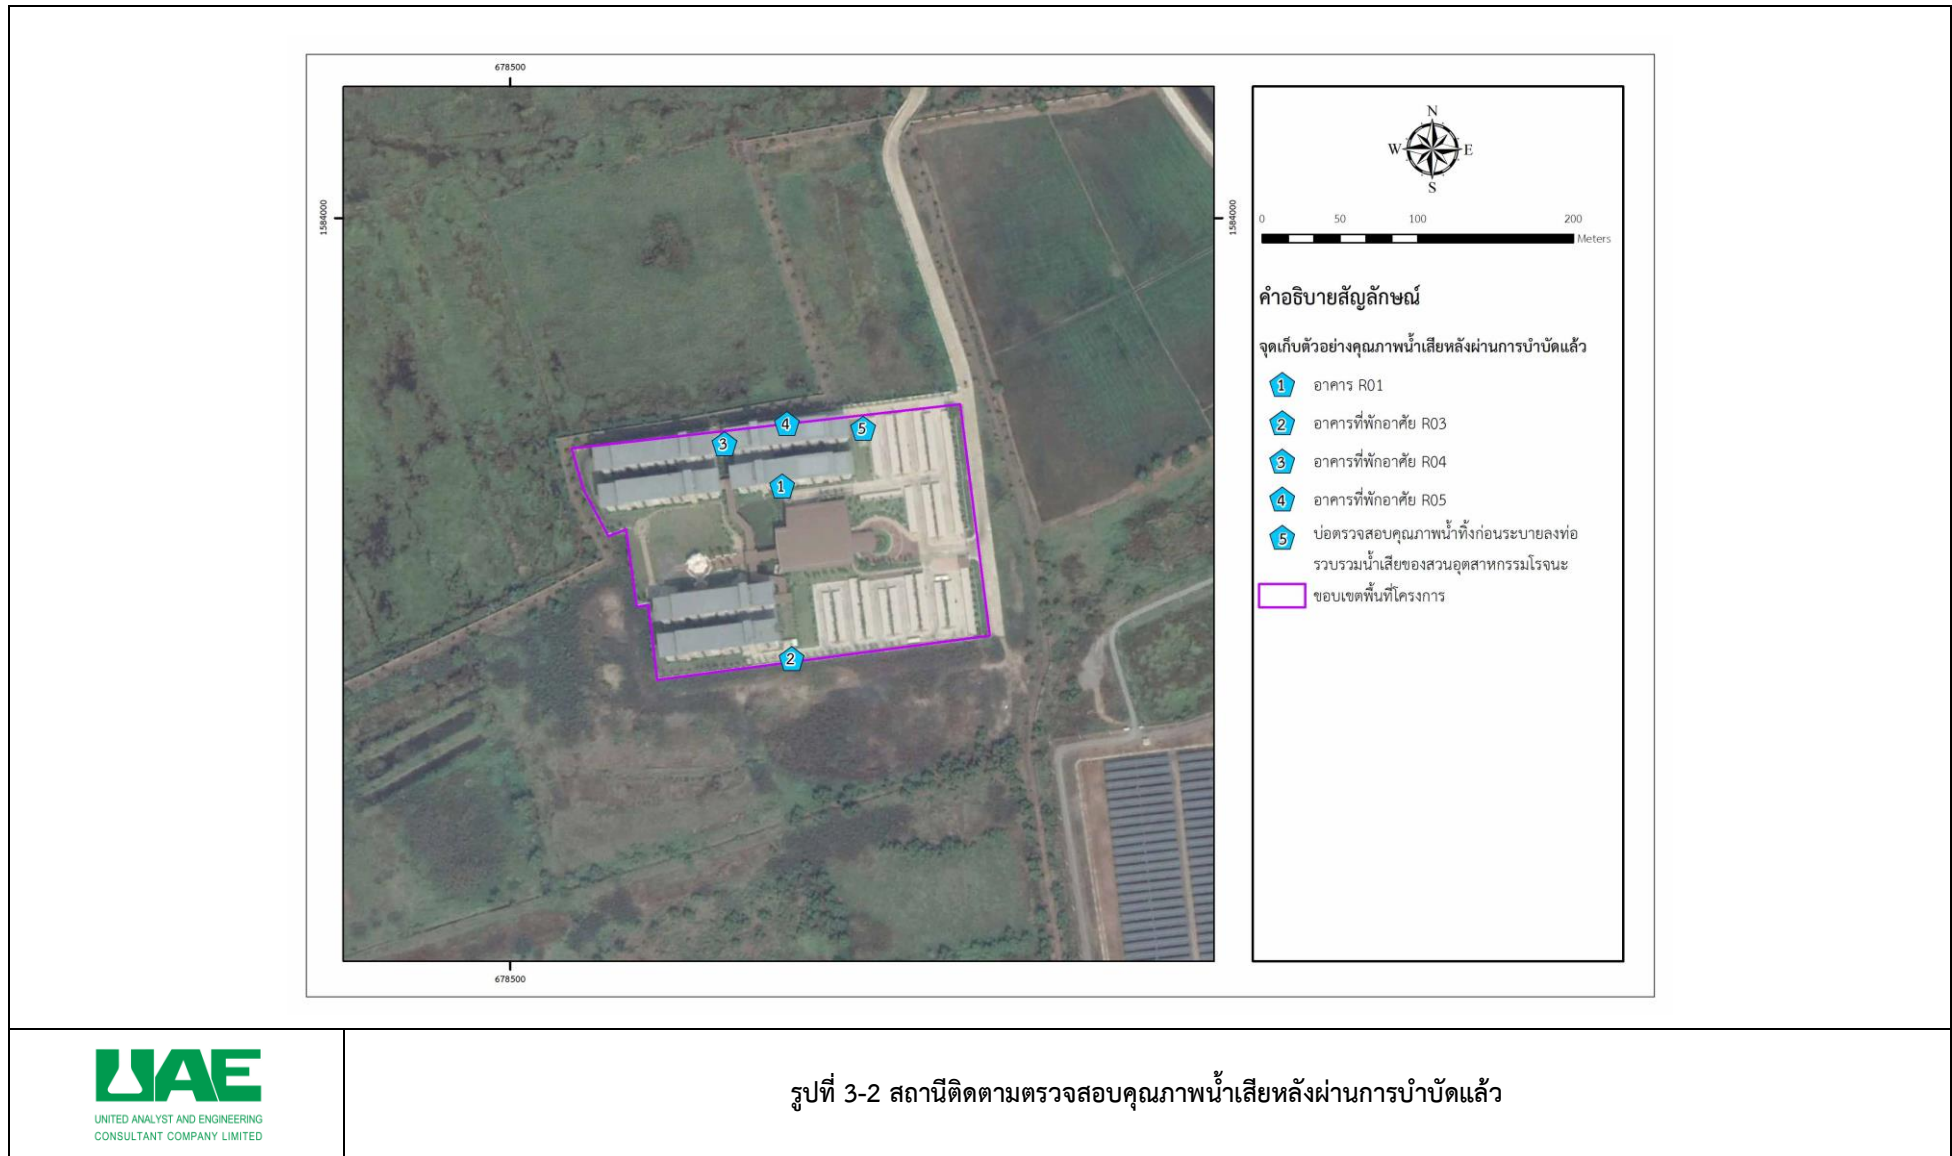 678500
1584000
1584000
678500
3
4
5
1
2
N
W
E
S
0 50 100 200
Meters
คำอธิบายสัญลักษณ์
จุดเก็บตัวอย่างคุณภาพน้ำเสียหลังผ่านการบำบัดแล้ว
1 อาคาร R01
2 อาคารที่พักอาศัย R03
3 อาคารที่พักอาศัย R04
4 อาคารที่พักอาศัย R05
5 บ่อตรวจสอบคุณภาพน้ำทิ้งก่อนระบายลงท่อ
รวบรวมน้ำเสียของสวนอุตสาหกรรมโรจนะ
ขอบเขตพื้นที่โครงการ
UAE
UNITED ANALYST AND ENGINEERING
CONSULTANT COMPANY LIMITED
รูปที่ 3-2 สถานีติดตามตรวจสอบคุณภาพน้ำเสียหลังผ่านการบำบัดแล้ว